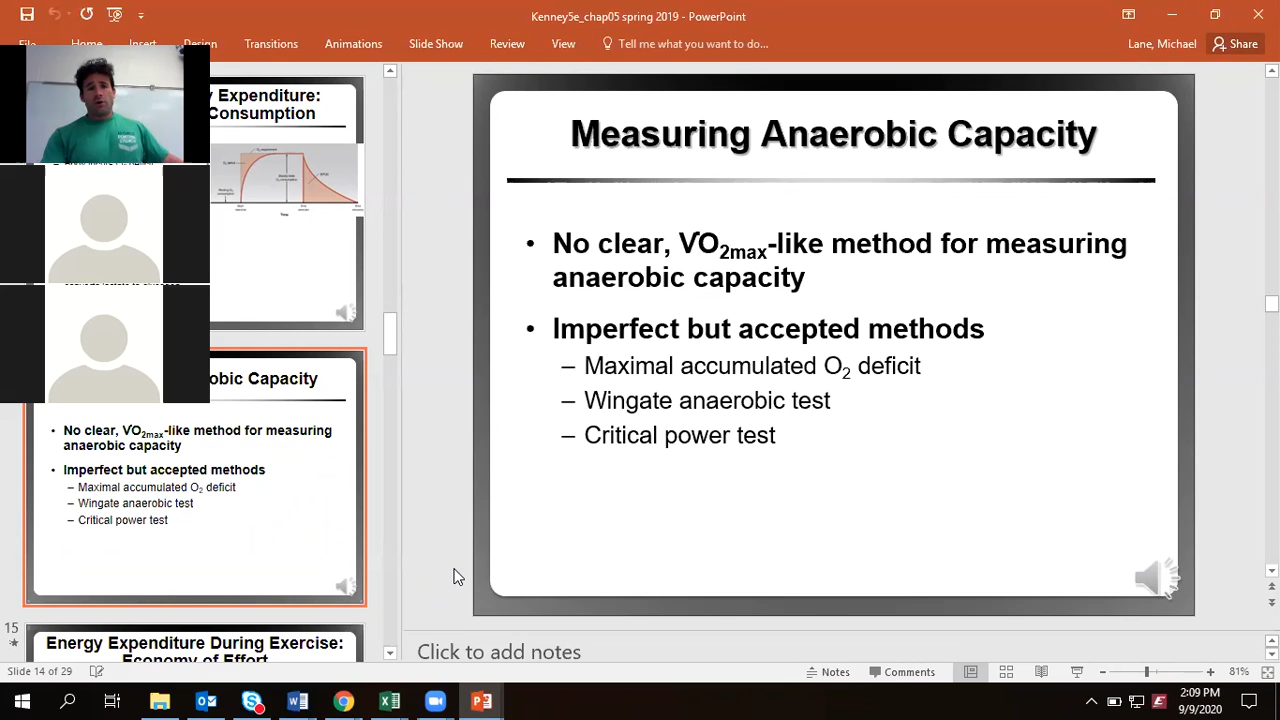 Kenney5e_chap05 spring 2019 - PowerPoint
File Home Insert Design Transitions Animations Slide Show Review View Tell me what you want to do... Lane, Michael Share
y Expenditure:
Consumption
Time
obic Capacity
• No clear, V̇O2max-like method for measuring
anaerobic capacity
• Imperfect but accepted methods
– Maximal accumulated O2 deficit
– Wingate anaerobic test
– Critical power test
15
Energy Expenditure During Exercise:
Economy of Effort
Measuring Anaerobic Capacity
• No clear, V̇O2max-like method for measuring
anaerobic capacity
• Imperfect but accepted methods
– Maximal accumulated O2 deficit
– Wingate anaerobic test
– Critical power test
Click to add notes
Slide 14 of 29 Notes Comments 81%
2:09 PM
9/9/2020